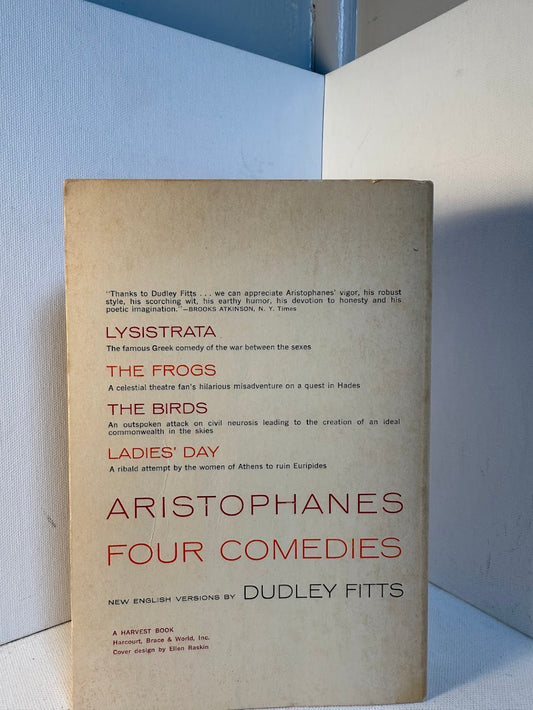 "Thanks to Dudley Fitts . . . we can appreciate Aristophanes' vigor, his robust
style, his scorching wit, his earthy humor, his devotion to honesty and his
poetic imagination."—BROOKS ATKINSON, N. Y. Times
LYSISTRATA
The famous Greek comedy of the war between the sexes
THE FROGS
A celestial theatre fan's hilarious misadventure on a quest in Hades
THE BIRDS
An outspoken attack on civil neurosis leading to the creation of an ideal
commonwealth in the skies
LADIES' DAY
A ribald attempt by the women of Athens to ruin Euripides
ARISTOPHANES
FOUR COMEDIES
NEW ENGLISH VERSIONS BY DUDLEY FITTS
A HARVEST BOOK
Harcourt, Brace & World, Inc.
Cover design by Ellen Raskin